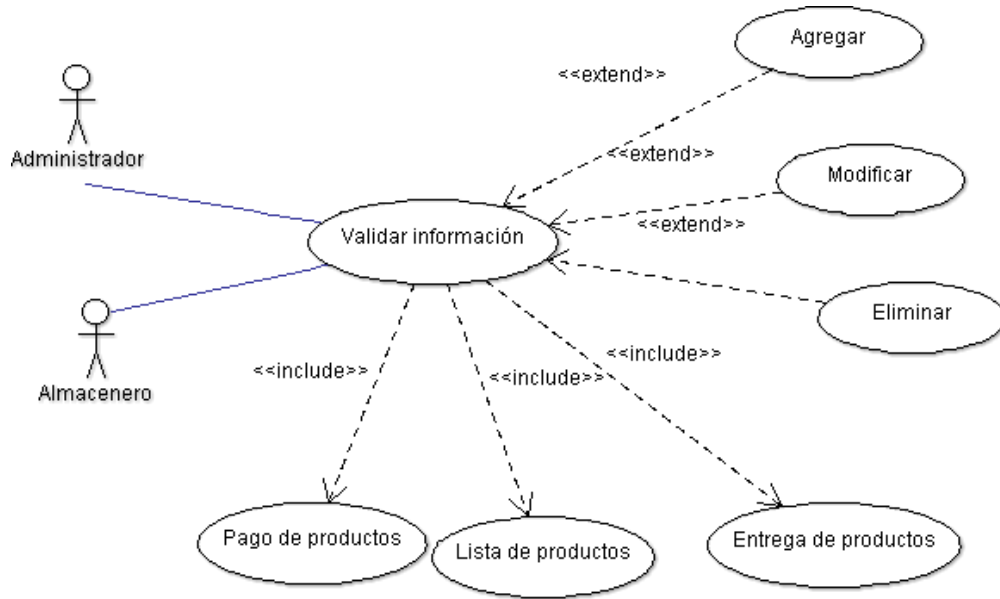 Agregar
<<extend>>
Administrador
<<extend>>
Modificar
<<extend>>
Validar información
Eliminar
Almacenero
<<include>>
<<include>>
<<include>>
Pago de productos
Lista de productos
Entrega de productos